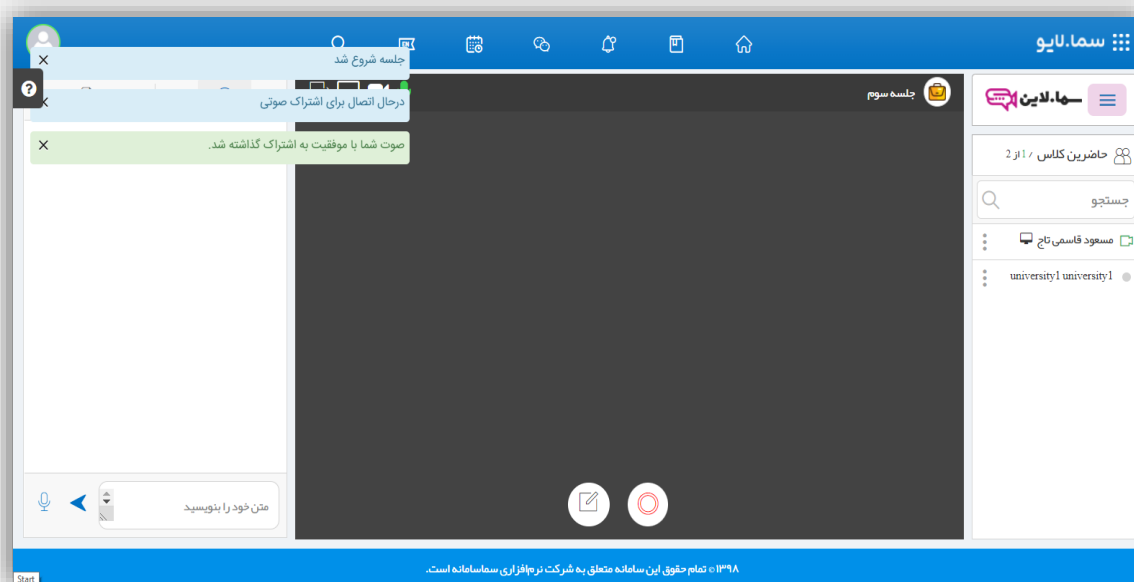 سما.لایو
EN
جلسه شروع شد
درحال اتصال برای اشتراک صوتی
صوت شما با موفقیت به اشتراک گذاشته شد.
?
جلسه سوم
سما.لاین
حاضرین کلاس / 1 از 2
جستجو
مسعود قاسمی تاج
university1 university1
متن خود را بنویسید
۱۳۹۸ © تمام حقوق این سامانه متعلق به شرکت نرم‌افزاری سماسامانه است.
Start